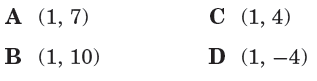 A (1, 7) C (1, 4)
B (1, 10) D (1, −4)